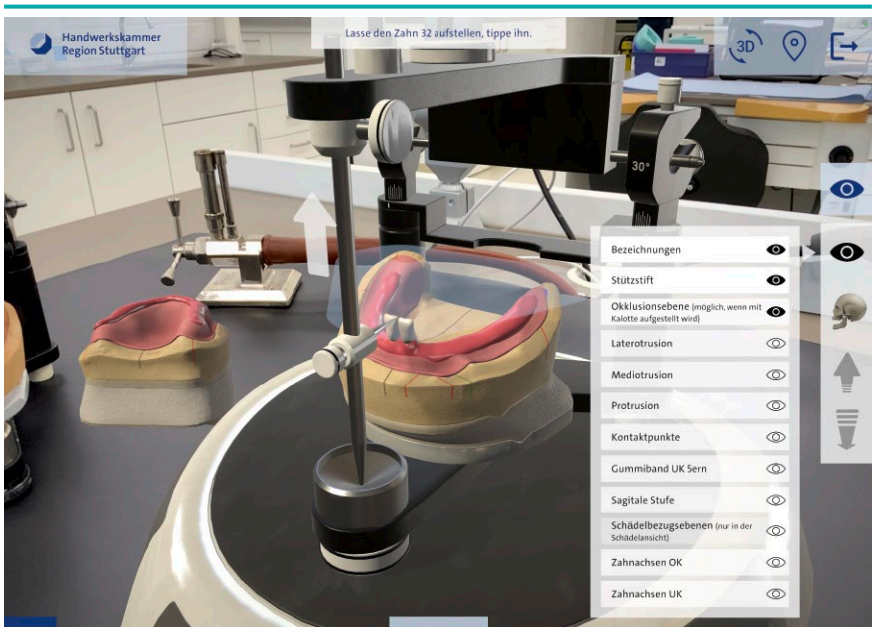 Handwerkskammer
Region Stuttgart
Lasse den Zahn 32 aufstellen, tippe ihn.
3D
30°
Bezeichnungen
Stützstift
Okklusionsebene (möglich, wenn mit
Kalotte aufgestellt wird)
Laterotrusion
Mediotrusion
Protrusion
Kontaktpunkte
Gummiband UK 5ern
Sagitale Stufe
Schädelbezugsebenen (nur in der
Schädelansicht)
Zahnachsen OK
Zahnachsen UK